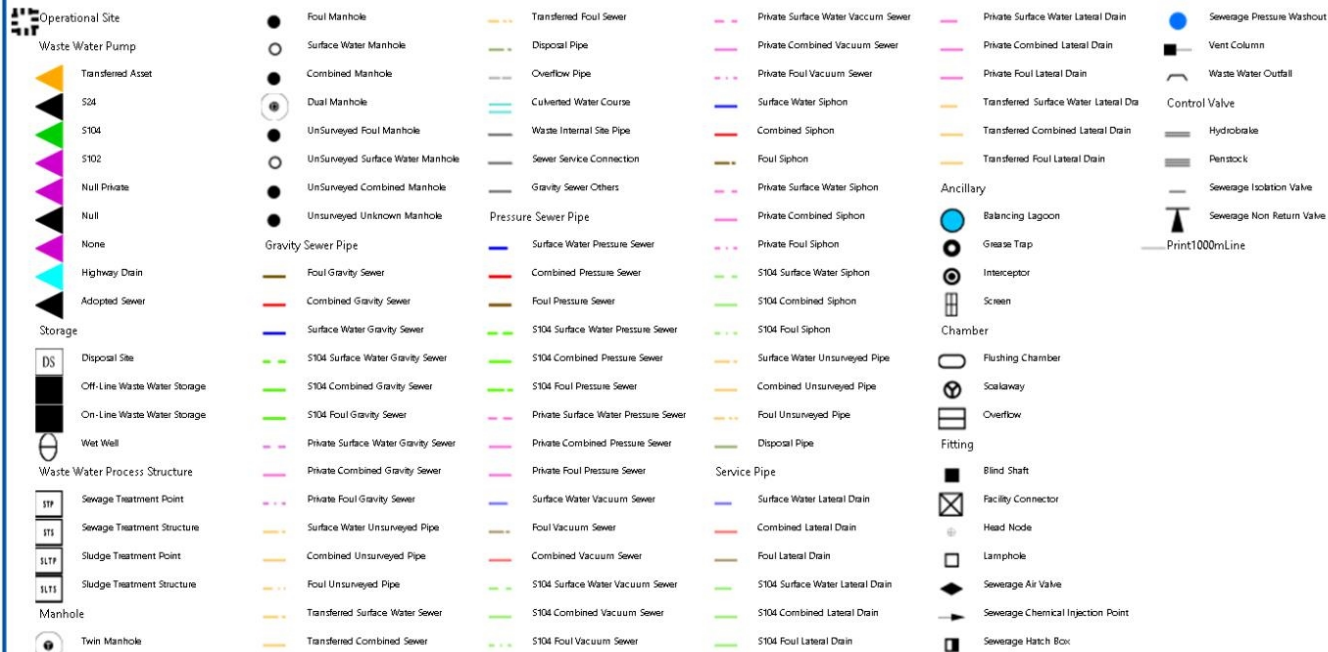 Operational Site
Waste Water Pump
Transferred Asset
S24
S104
S102
Null Private
Null
None
Highway Drain
Adopted Sewer
Storage
DS Disposal Site
Off-Line Waste Water Storage
On-Line Waste Water Storage
Wet Well
Waste Water Process Structure
STP Sewage Treatment Point
STS Sewage Treatment Structure
SLTP Sludge Treatment Point
SLTS Sludge Treatment Structure
Manhole
Twin Manhole
Foul Manhole
Surface Water Manhole
Combined Manhole
Dual Manhole
UnSurveyed Foul Manhole
UnSurveyed Surface Water Manhole
UnSurveyed Combined Manhole
Unsurveyed Unknown Manhole
Gravity Sewer Pipe
Foul Gravity Sewer
Combined Gravity Sewer
Surface Water Gravity Sewer
S104 Surface Water Gravity Sewer
S104 Combined Gravity Sewer
S104 Foul Gravity Sewer
Private Surface Water Gravity Sewer
Private Combined Gravity Sewer
Private Foul Gravity Sewer
Surface Water Unsurveyed Pipe
Combined Unsurveyed Pipe
Foul Unsurveyed Pipe
Transferred Surface Water Sewer
Transferred Combined Sewer
Transferred Foul Sewer
Disposal Pipe
Overflow Pipe
Culverted Water Course
Waste Internal Site Pipe
Sewer Service Connection
Gravity Sewer Others
Pressure Sewer Pipe
Surface Water Pressure Sewer
Combined Pressure Sewer
Foul Pressure Sewer
S104 Surface Water Pressure Sewer
S104 Combined Pressure Sewer
S104 Foul Pressure Sewer
Private Surface Water Pressure Sewer
Private Combined Pressure Sewer
Private Foul Pressure Sewer
Surface Water Vacuum Sewer
Foul Vacuum Sewer
Combined Vacuum Sewer
S104 Surface Water Vacuum Sewer
S104 Combined Vacuum Sewer
S104 Foul Vacuum Sewer
Private Surface Water Vaccum Sewer
Private Combined Vacuum Sewer
Private Foul Vacuum Sewer
Surface Water Siphon
Combined Siphon
Foul Siphon
Private Surface Water Siphon
Private Combined Siphon
Private Foul Siphon
S104 Surface Water Siphon
S104 Combined Siphon
S104 Foul Siphon
Surface Water Unsurveyed Pipe
Combined Unsurveyed Pipe
Foul Unsurveyed Pipe
Disposal Pipe
Service Pipe
Surface Water Lateral Drain
Combined Lateral Drain
Foul Lateral Drain
S104 Surface Water Lateral Drain
S104 Combined Lateral Drain
S104 Foul Lateral Drain
Private Surface Water Lateral Drain
Private Combined Lateral Drain
Private Foul Lateral Drain
Transferred Surface Water Lateral Dra
Transferred Combined Lateral Drain
Transferred Foul Lateral Drain
Ancillary
Balancing Lagoon
Grease Trap
Interceptor
Screen
Chamber
Flushing Chamber
Soakaway
Overflow
Fitting
Blind Shaft
Facility Connector
Head Node
Lamphole
Sewerage Air Valve
Sewerage Chemical Injection Point
Sewerage Hatch Box
Sewerage Pressure Washout
Vent Column
Waste Water Outfall
Control Valve
Hydrobrake
Penstock
Sewerage Isolation Valve
Sewerage Non Return Valve
Print1000mLine